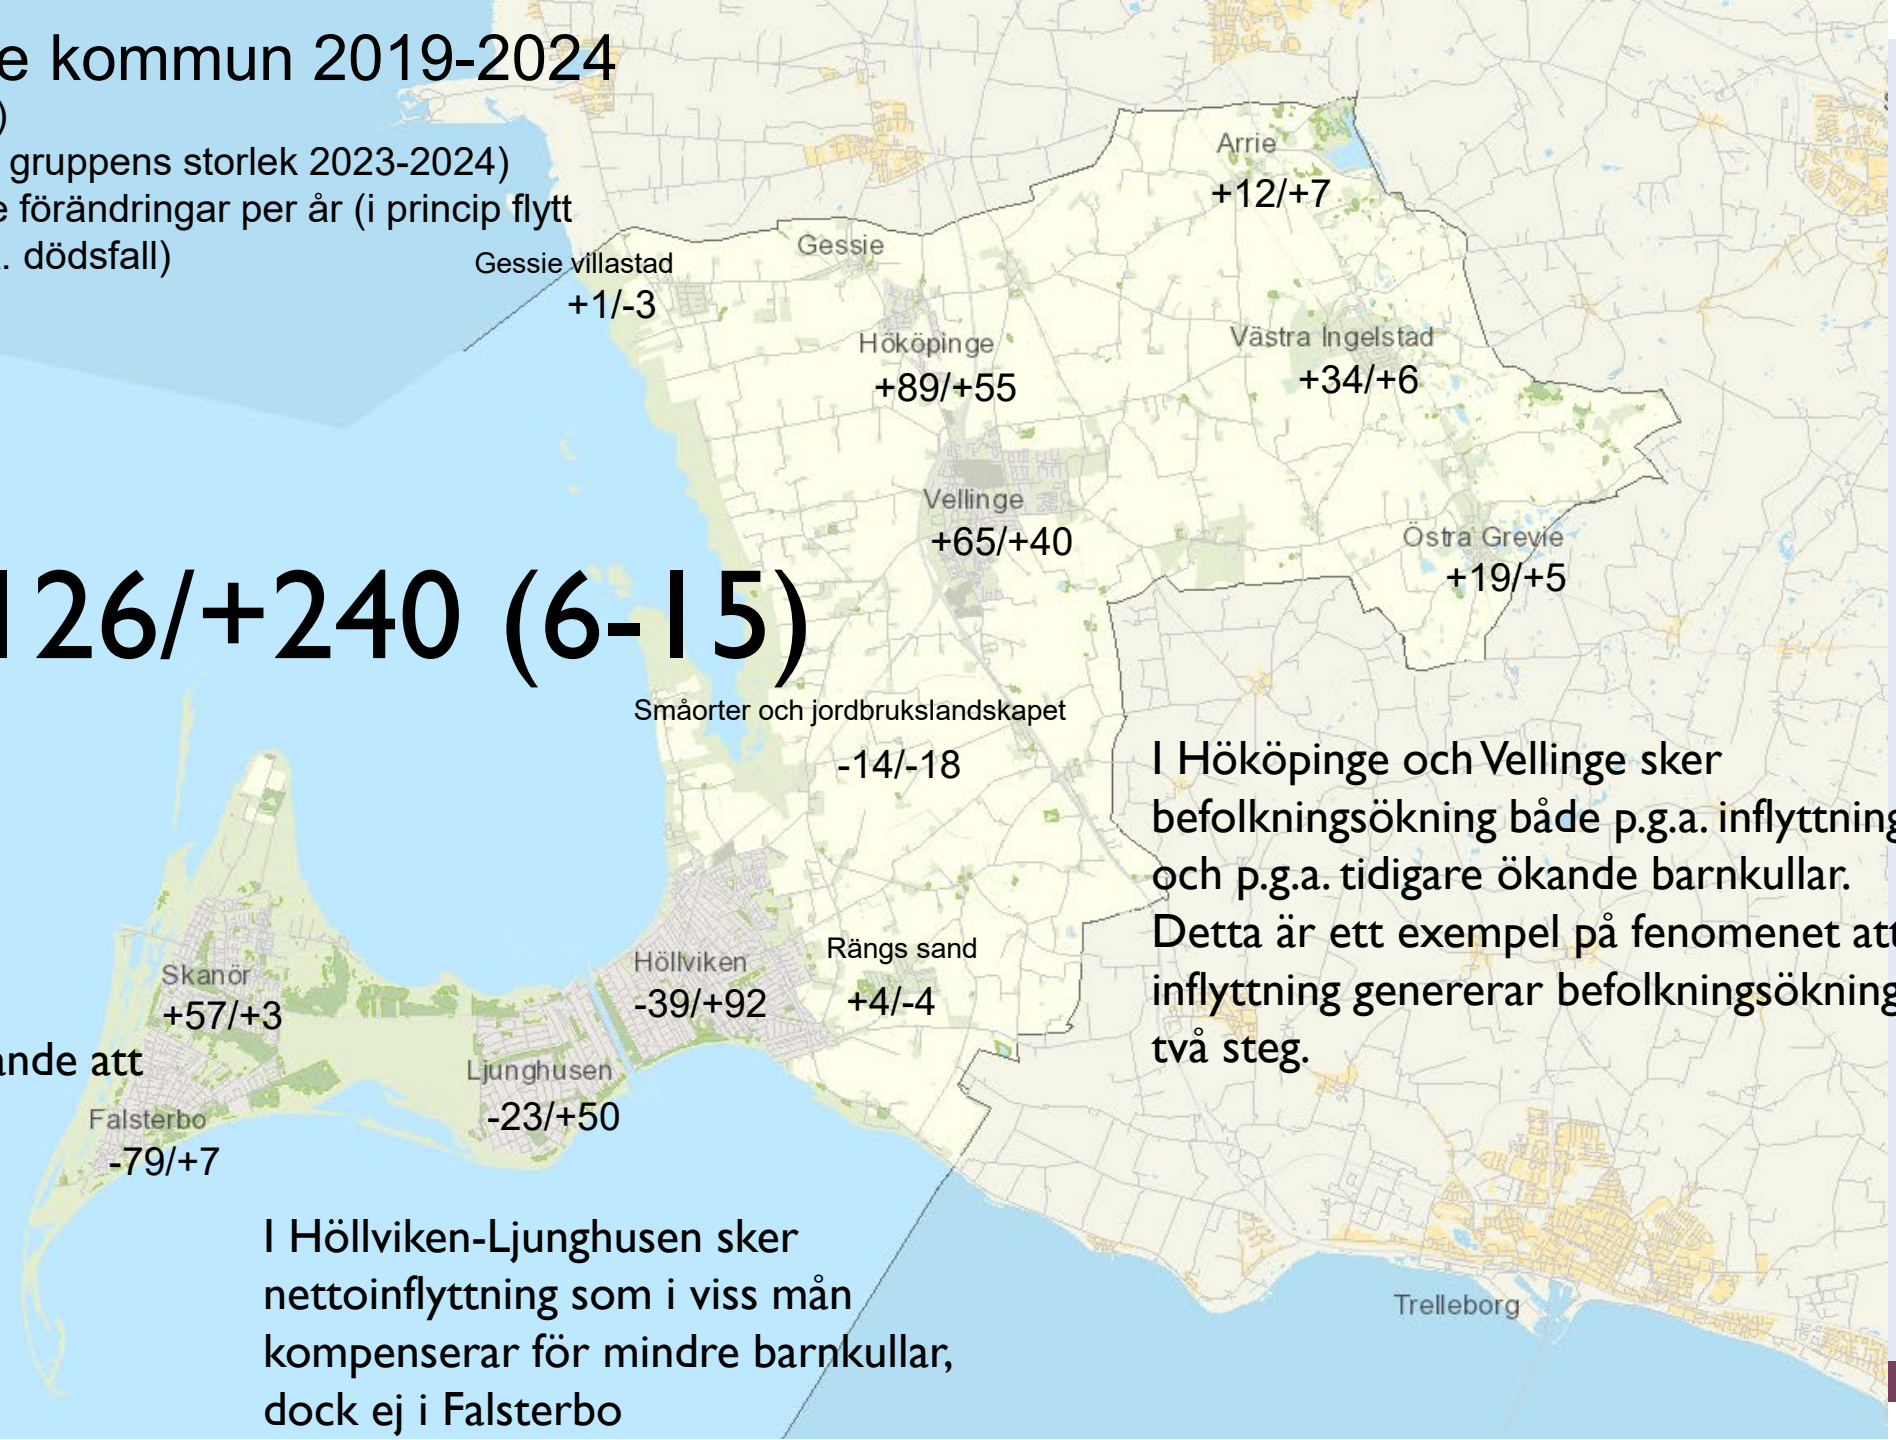 e kommun 2019-2024
)
gruppens storlek 2023-2024)
e förändringar per år (i princip flytt
. dödsfall)
Arrie
+12/+7
Gessie
Gessie villastad
+1/-3
Hököpinge
+89/+55
Västra Ingelstad
+34/+6
Vellinge
+65/+40
Östra Grevie
+19/+5
126/+240 (6-15)
Småorter och jordbrukslandskapet
-14/-18
I Hököpinge och Vellinge sker
befolkningsökning både p.g.a. inflyttning
och p.g.a. tidigare ökande barnkullar.
Detta är ett exempel på fenomenet att
inflyttning genererar befolkningsökning
två steg.
Rängs sand
+4/-4
Höllviken
-39/+92
Skanör
+57/+3
ande att
Ljunghusen
-23/+50
Falsterbo
-79/+7
I Höllviken-Ljunghusen sker
nettoinflyttning som i viss mån
kompenserar för mindre barnkullar,
dock ej i Falsterbo
Trelleborg